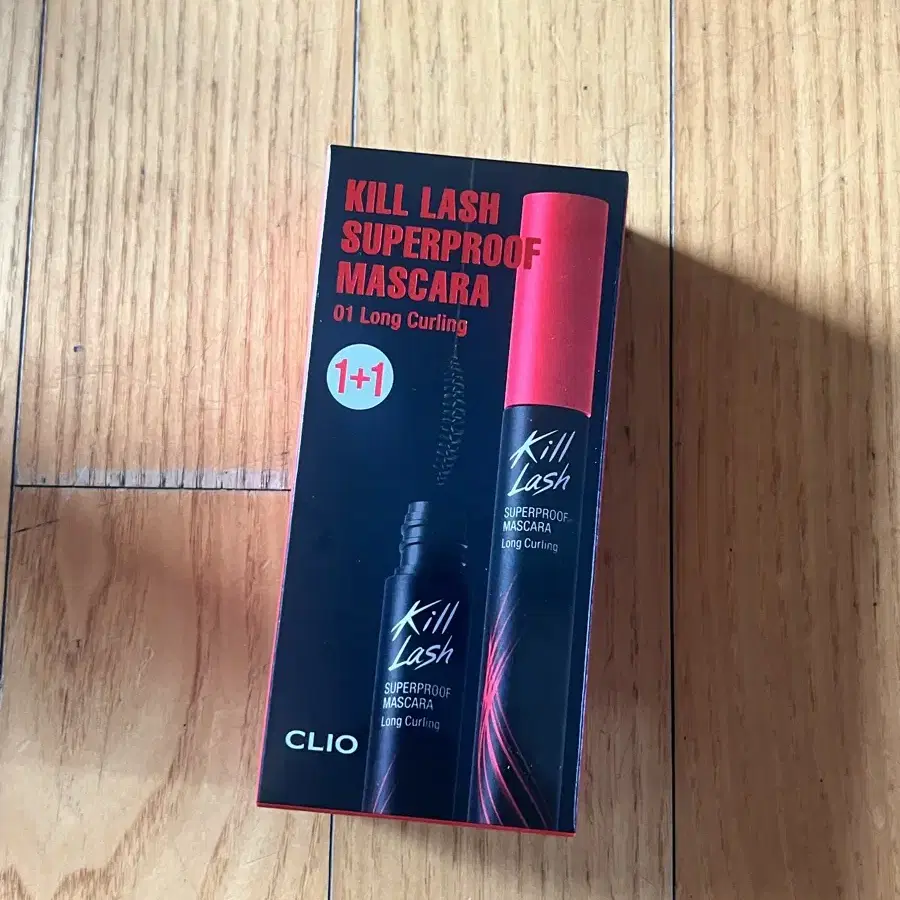 KILL LASH
SUPERPROOF
MASCARA
01 Long Curling
1+1
Kill
Lash
SUPERPROOF
MASCARA
Long Curling
Kill
Lash
SUPERPROOF
MASCARA
Long Curling
CLIO